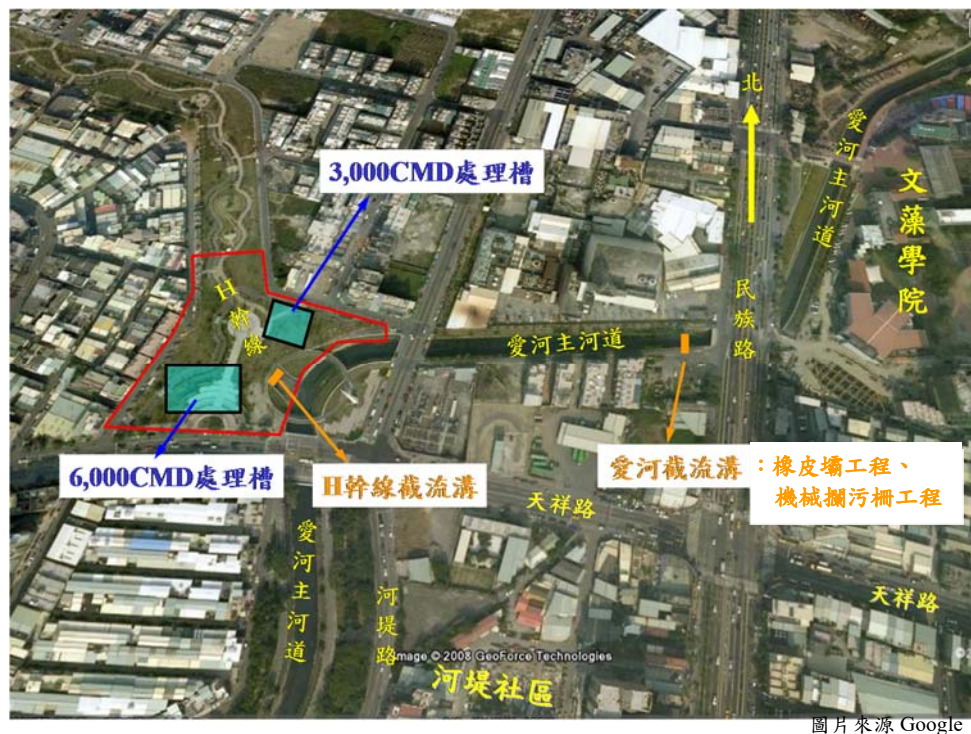 北
愛河主河道
文藻學院
3,000CMD處理槽
H幹線
民族路
愛河主河道
6,000CMD處理槽
H幹線截流溝
愛河截流溝：橡皮壩工程、
機械攔污柵工程
天祥路
天祥路
愛河主河道
河堤路
Image © 2008 GeoForce Technologies
河堤社區
圖片來源 Google